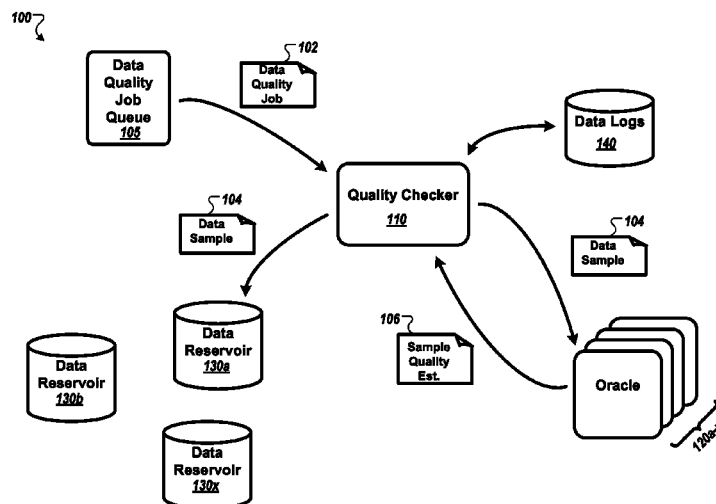 100
Data
Quality
Job
Queue
105
102
Data
Quality
Job
Data Logs
140
Quality Checker
110
104
Data
Sample
104
Data
Sample
Data
Reservoir
130a
106
Sample
Quality
Est.
Oracle
Data
Reservoir
130b
Data
Reservoir
130x